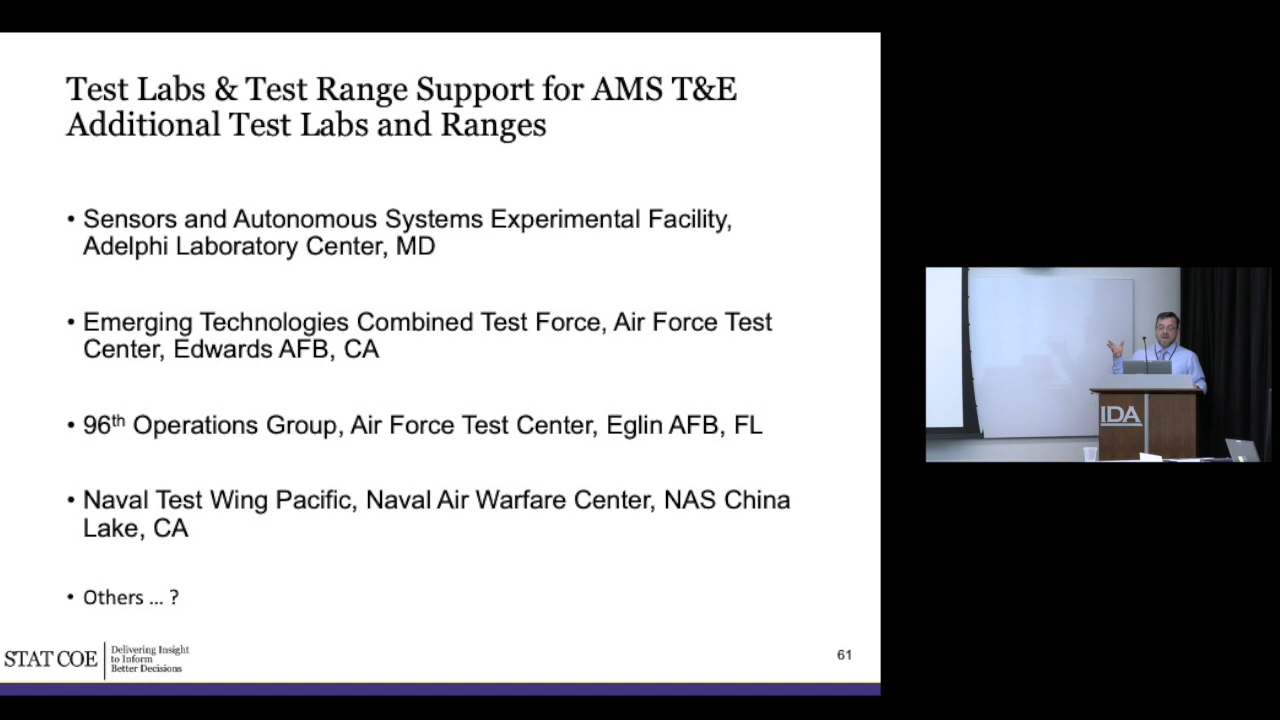 Test Labs & Test Range Support for AMS T&E
Additional Test Labs and Ranges
• Sensors and Autonomous Systems Experimental Facility,
Adelphi Laboratory Center, MD
• Emerging Technologies Combined Test Force, Air Force Test
Center, Edwards AFB, CA
• 96th Operations Group, Air Force Test Center, Eglin AFB, FL
• Naval Test Wing Pacific, Naval Air Warfare Center, NAS China
Lake, CA
• Others ... ?
STAT COE
Delivering Insight
to Inform
Better Decisions
61
IDA